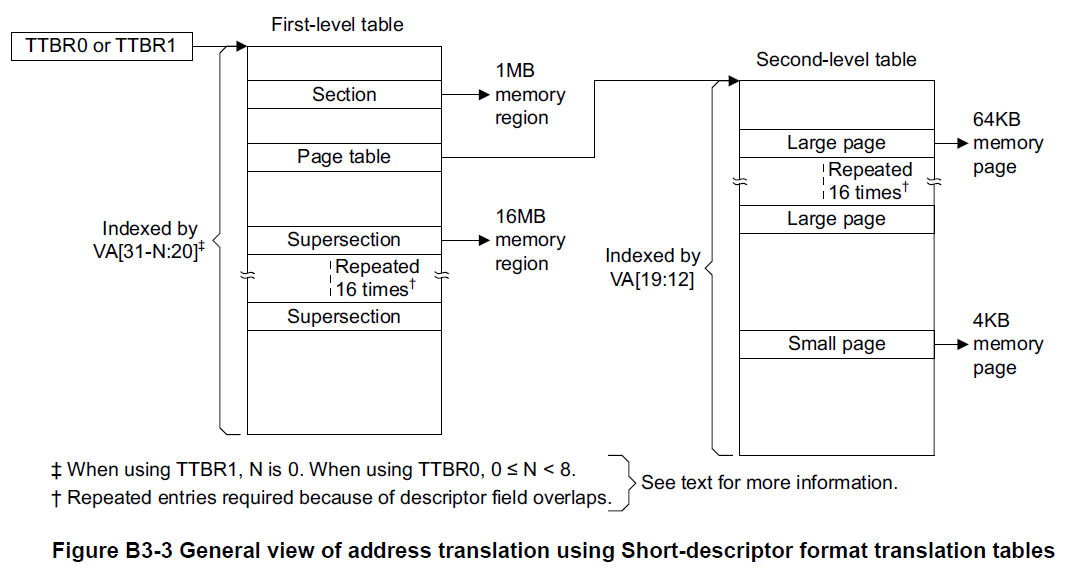 First-level table
TTBR0 or TTBR1
Section
1MB
memory
region
Page table
Indexed by
VA[31-N:20]‡
Supersection
16MB
memory
region
Repeated
16 times†
Supersection
Second-level table
Large page
64KB
memory
page
Repeated
16 times†
Large page
Indexed by
VA[19:12]
Small page
4KB
memory
page
‡ When using TTBR1, N is 0. When using TTBR0, 0 ≤ N < 8.
† Repeated entries required because of descriptor field overlaps.
See text for more information.
Figure B3-3 General view of address translation using Short-descriptor format translation tables